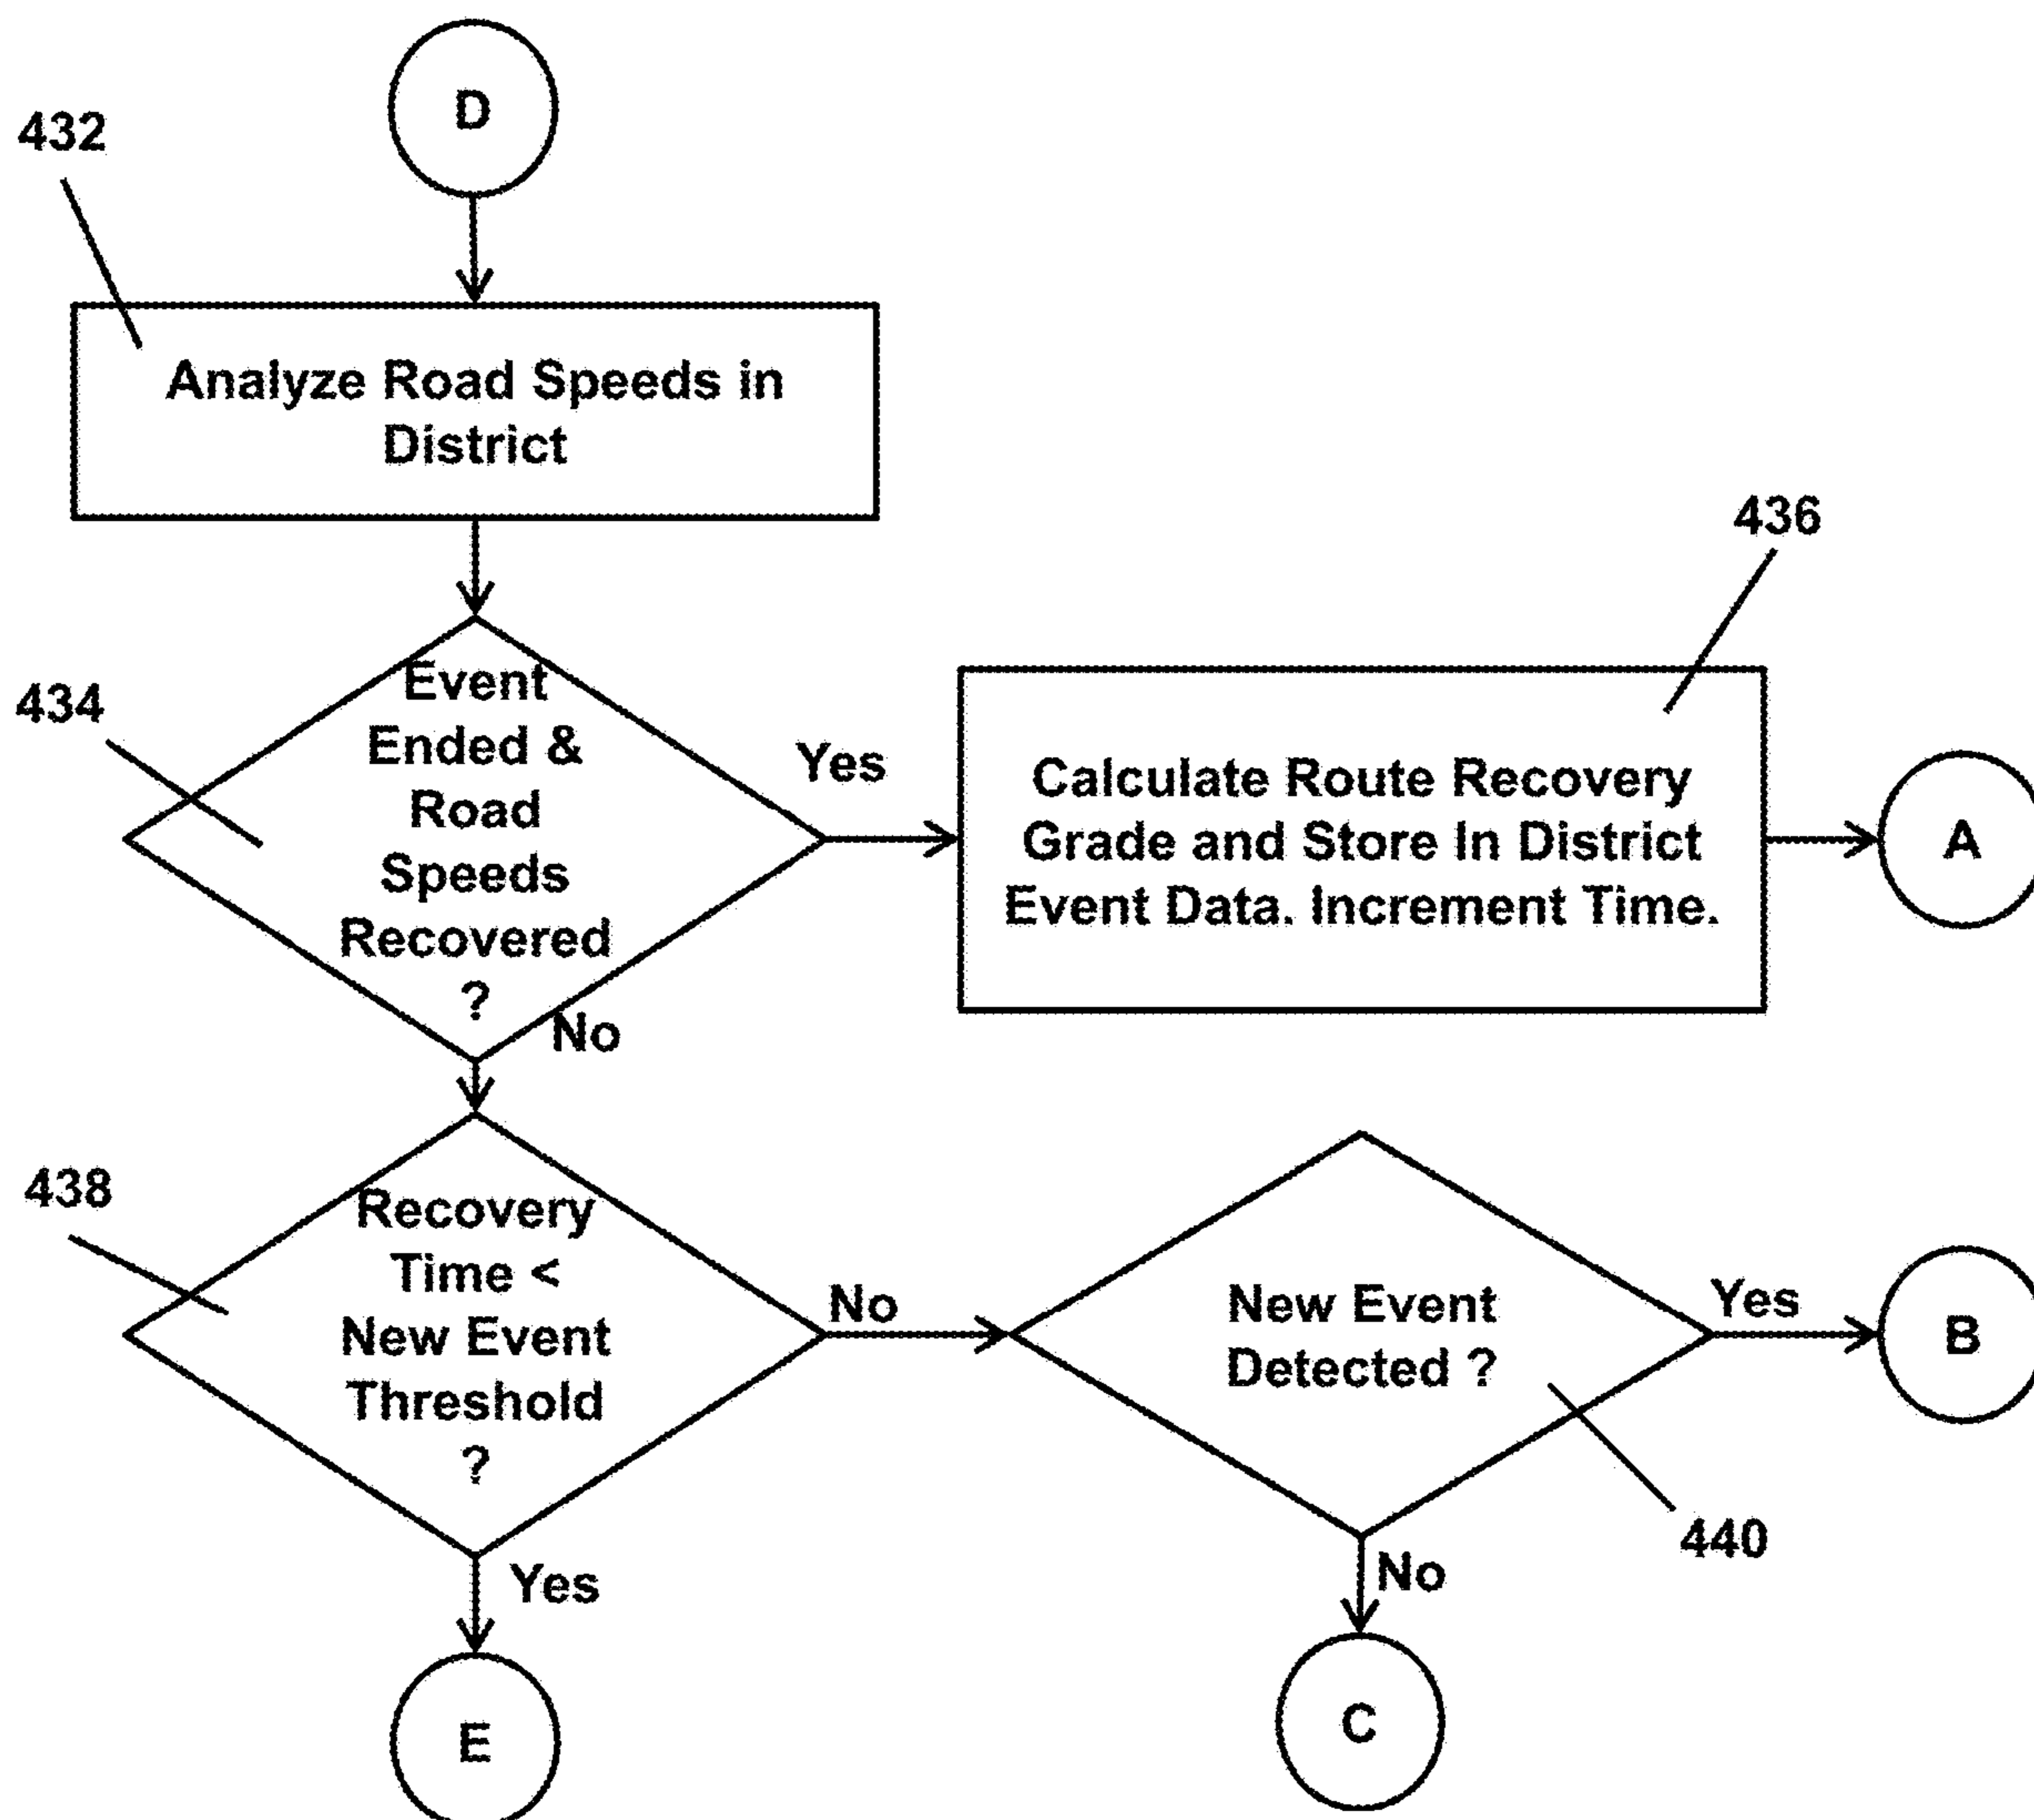 D
432
Analyze Road Speeds in
District
436
434
Event
Ended &
Road
Speeds
Recovered
?
Yes
No
Calculate Route Recovery
Grade and Store In District
Event Data. Increment Time.
A
438
Recovery
Time <
New Event
Threshold
?
No
Yes
New Event
Detected ?
Yes
B
440
No
E
C